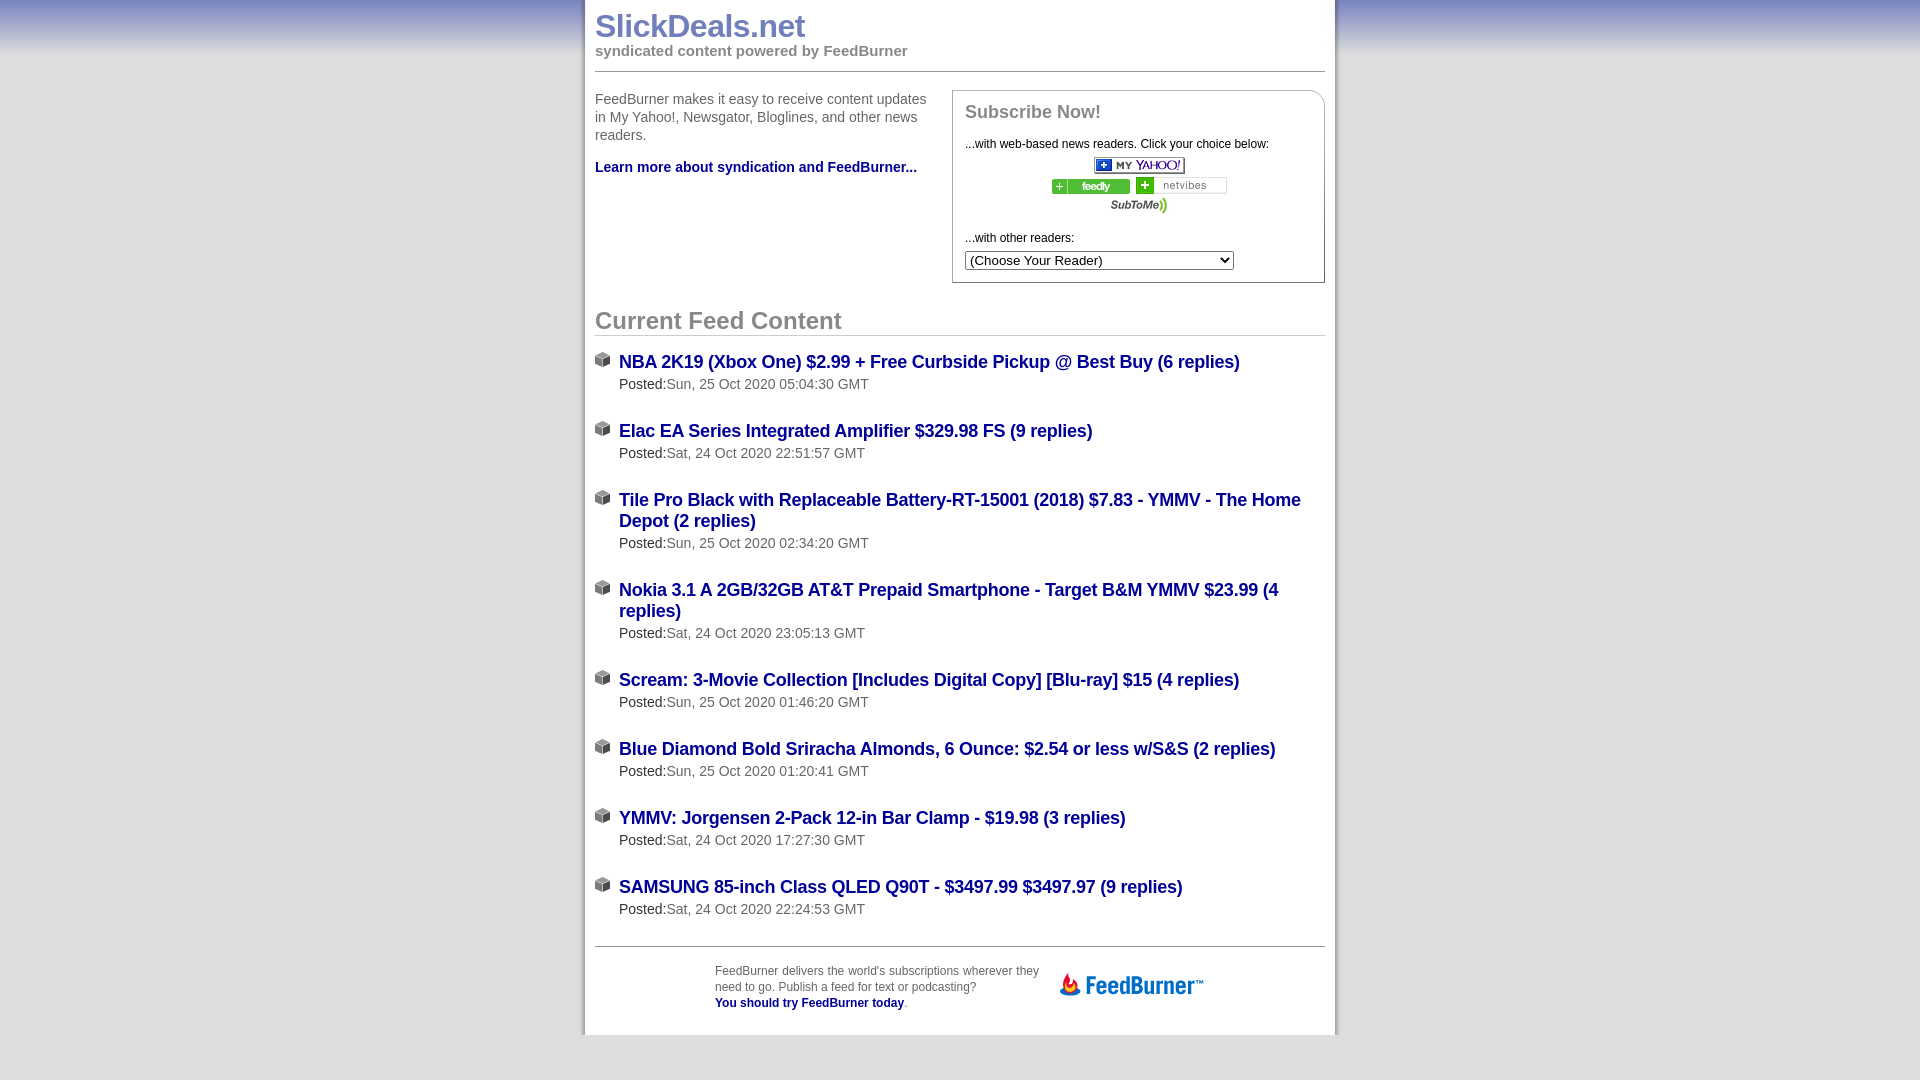 SlickDeals.net
syndicated content powered by FeedBurner
FeedBurner makes it easy to receive content updates
in My Yahoo!, Newsgator, Bloglines, and other news
readers.
Learn more about syndication and FeedBurner...
Subscribe Now!
...with web-based news readers. Click your choice below:
MY YAHOO!
feedly netvibes
SubToMe
...with other readers:
(Choose Your Reader)
Current Feed Content
NBA 2K19 (Xbox One) $2.99 + Free Curbside Pickup @ Best Buy (6 replies)
Posted:Sun, 25 Oct 2020 05:04:30 GMT
Elac EA Series Integrated Amplifier $329.98 FS (9 replies)
Posted:Sat, 24 Oct 2020 22:51:57 GMT
Tile Pro Black with Replaceable Battery-RT-15001 (2018) $7.83 - YMMV - The Home
Depot (2 replies)
Posted:Sun, 25 Oct 2020 02:34:20 GMT
Nokia 3.1 A 2GB/32GB AT&T Prepaid Smartphone - Target B&M YMMV $23.99 (4
replies)
Posted:Sat, 24 Oct 2020 23:05:13 GMT
Scream: 3-Movie Collection [Includes Digital Copy] [Blu-ray] $15 (4 replies)
Posted:Sun, 25 Oct 2020 01:46:20 GMT
Blue Diamond Bold Sriracha Almonds, 6 Ounce: $2.54 or less w/S&S (2 replies)
Posted:Sun, 25 Oct 2020 01:20:41 GMT
YMMV: Jorgensen 2-Pack 12-in Bar Clamp - $19.98 (3 replies)
Posted:Sat, 24 Oct 2020 17:27:30 GMT
SAMSUNG 85-inch Class QLED Q90T - $3497.99 $3497.97 (9 replies)
Posted:Sat, 24 Oct 2020 22:24:53 GMT
FeedBurner delivers the world's subscriptions wherever they
need to go. Publish a feed for text or podcasting?
You should try FeedBurner today.
FeedBurner™